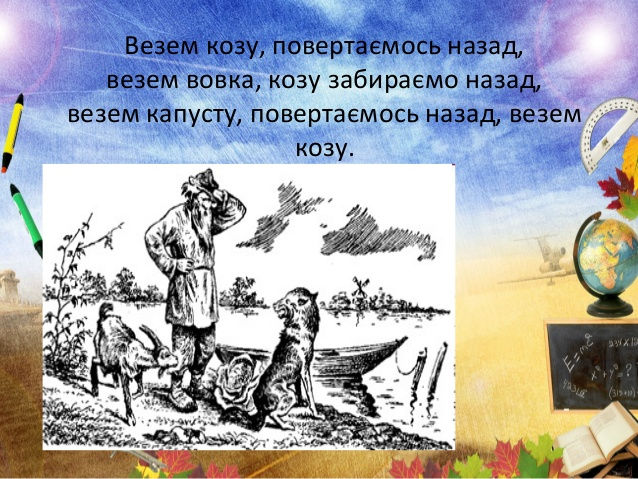 Везем козу, повертаємось назад,
везем вовка, козу забираємо назад,
везем капусту, повертаємось назад, везем
козу.